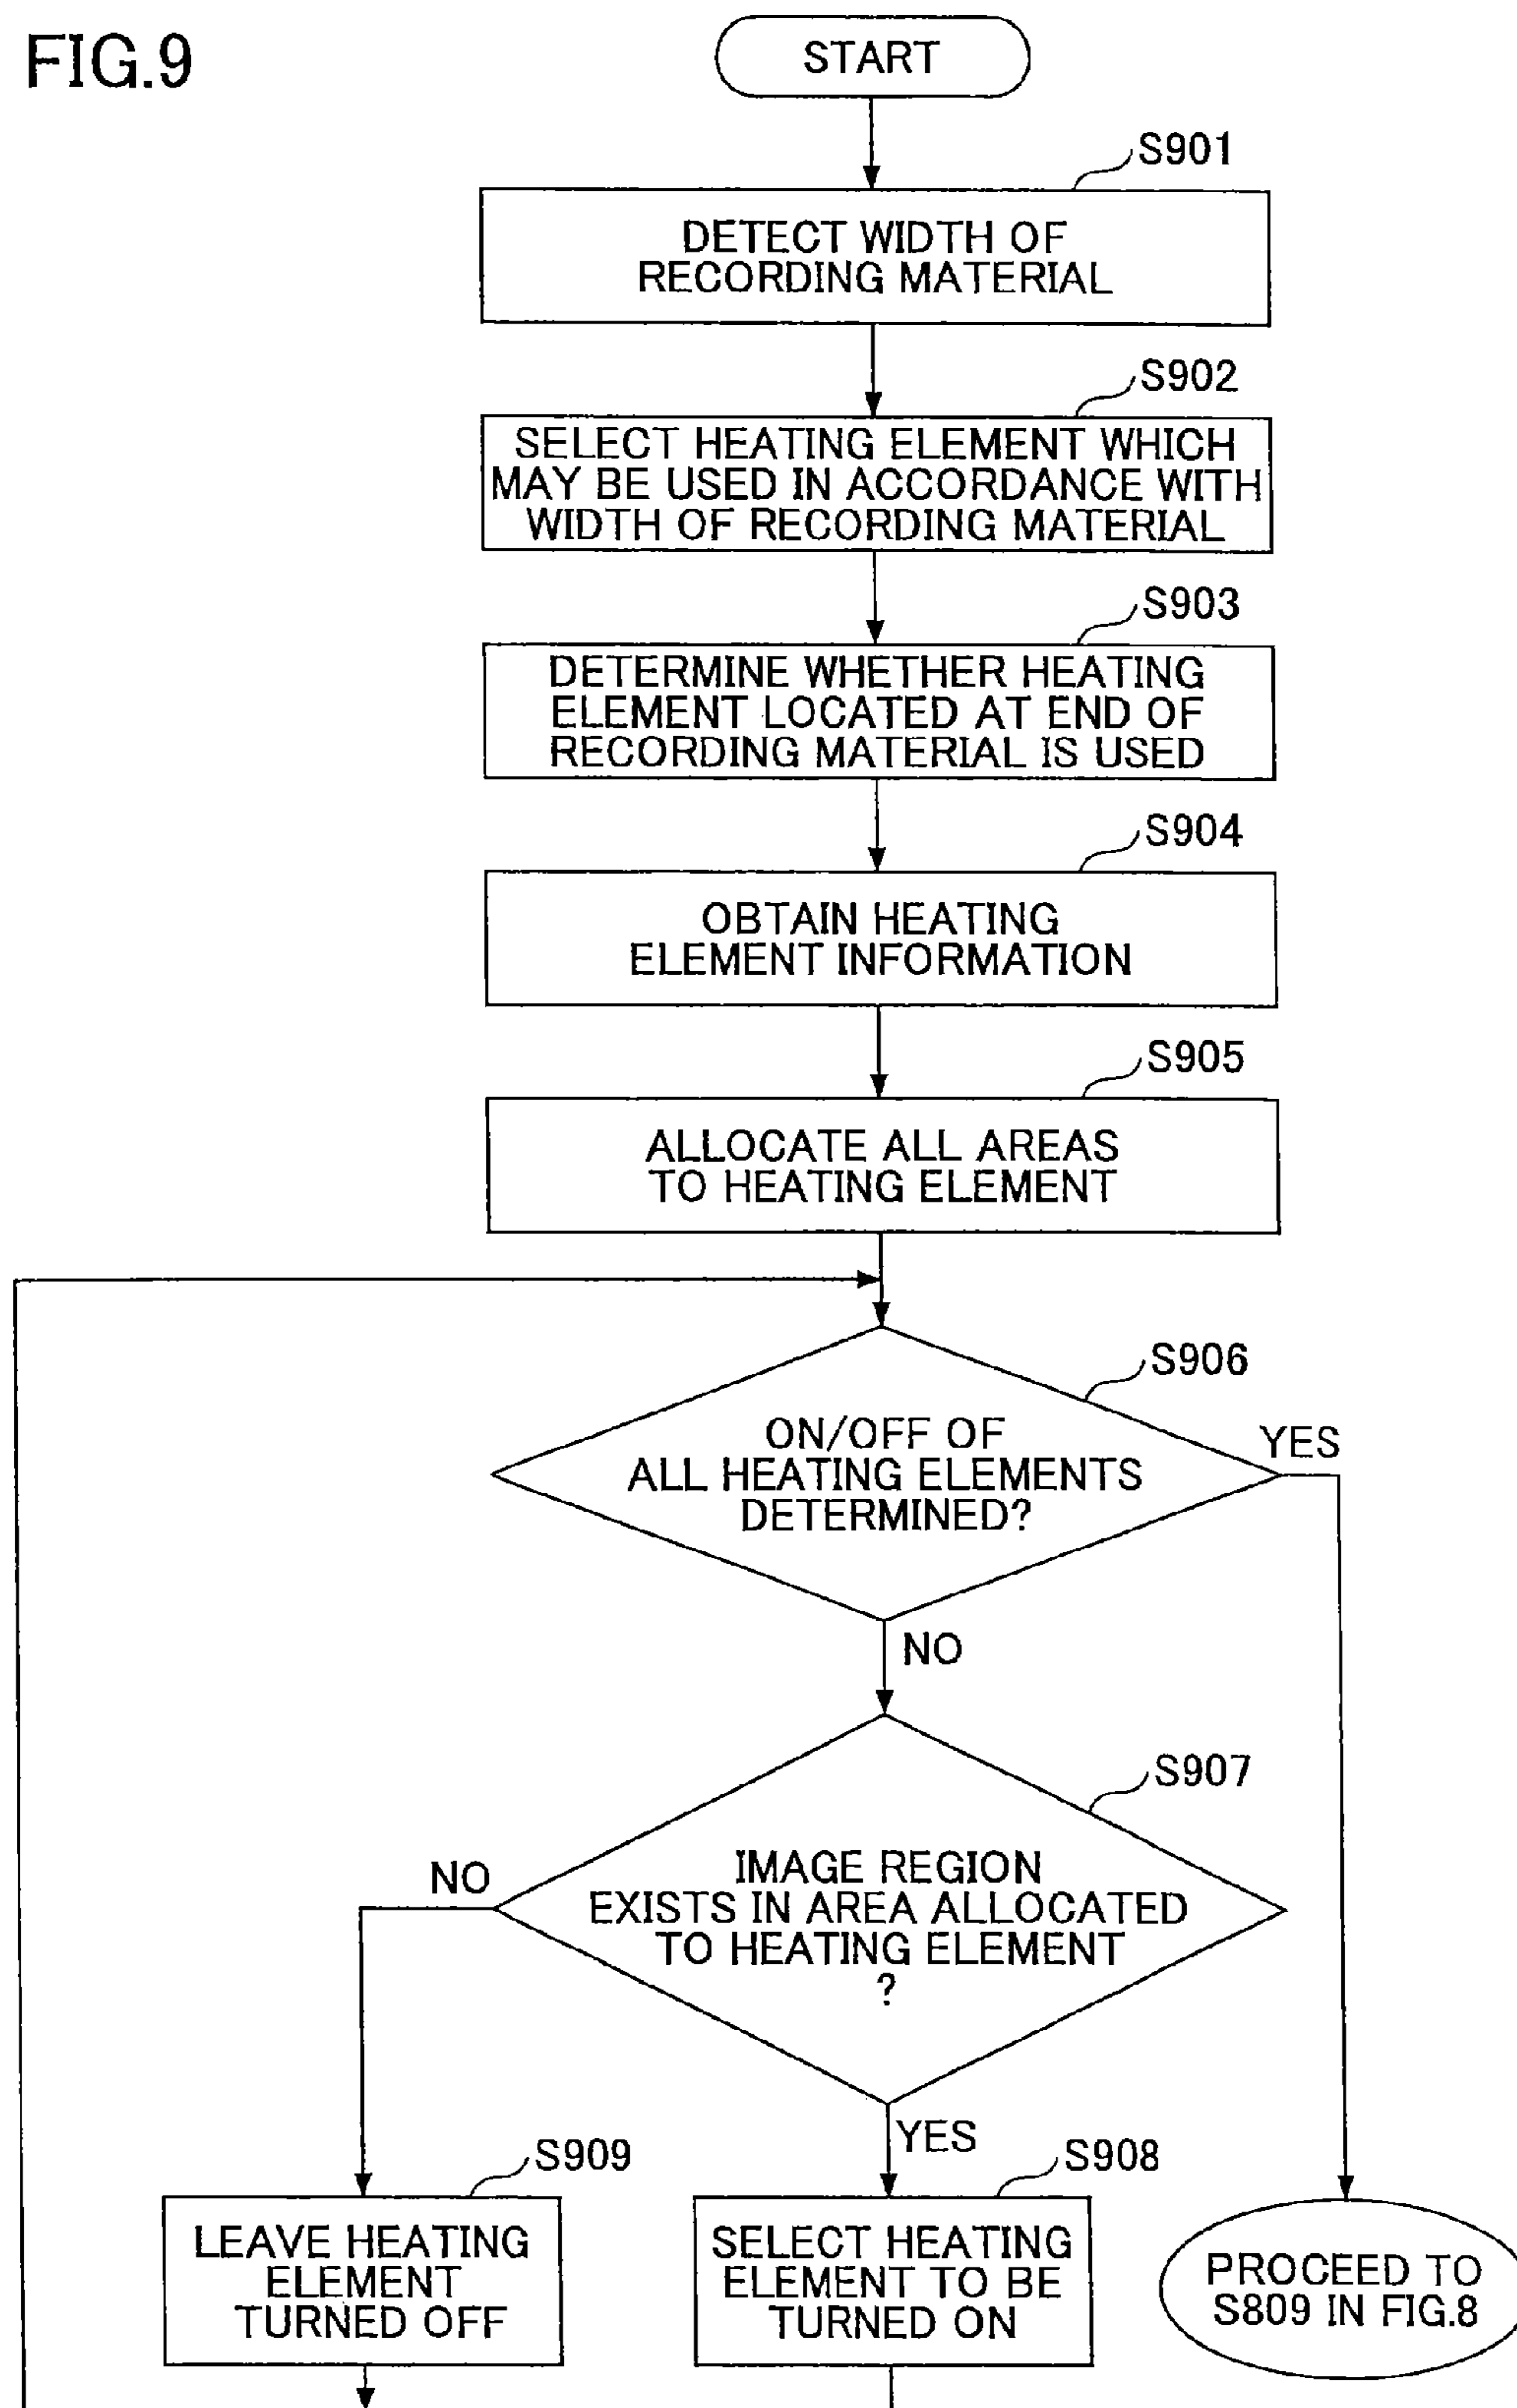 FIG.9
START
S901
DETECT WIDTH OF
RECORDING MATERIAL
S902
SELECT HEATING ELEMENT WHICH
MAY BE USED IN ACCORDANCE WITH
WIDTH OF RECORDING MATERIAL
S903
DETERMINE WHETHER HEATING
ELEMENT LOCATED AT END OF
RECORDING MATERIAL IS USED
S904
OBTAIN HEATING
ELEMENT INFORMATION
S905
ALLOCATE ALL AREAS
TO HEATING ELEMENT
S906
ON/OFF OF
ALL HEATING ELEMENTS
DETERMINED?
YES
NO
S907
IMAGE REGION
EXISTS IN AREA ALLOCATED
TO HEATING ELEMENT
?
NO
YES
S909
LEAVE HEATING
ELEMENT
TURNED OFF
S908
SELECT HEATING
ELEMENT TO BE
TURNED ON
PROCEED TO
S809 IN FIG.8